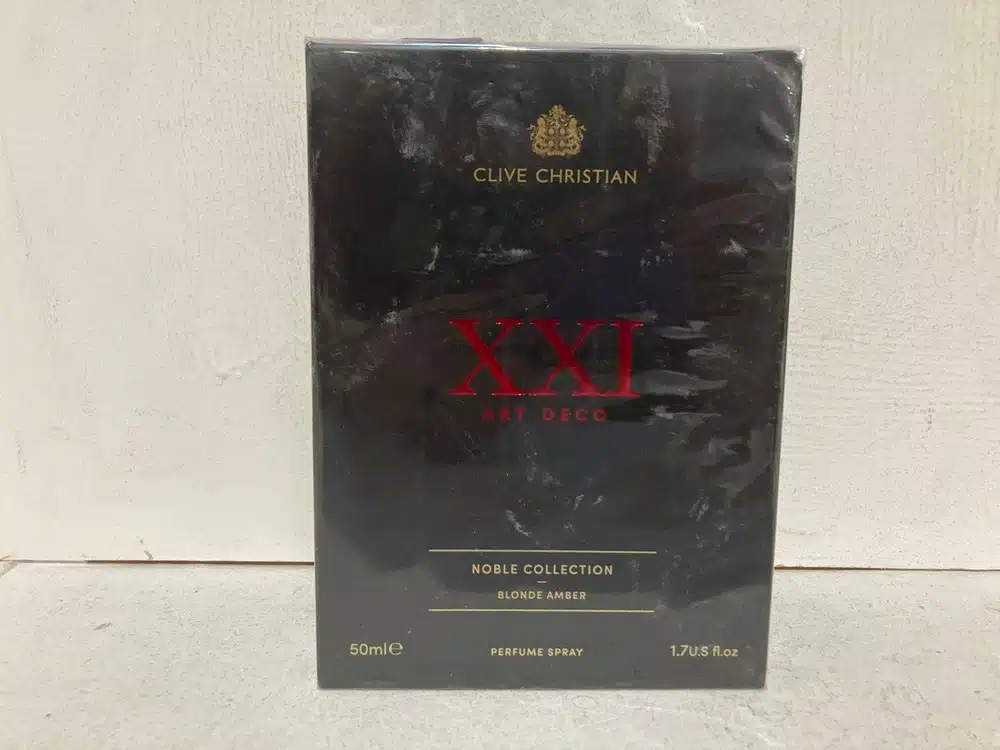 CLIVE CHRISTIAN
XXI
ART DECO
NOBLE COLLECTION
BLONDE AMBER
50ml℮
PERFUME SPRAY
1.7U.S fl.oz